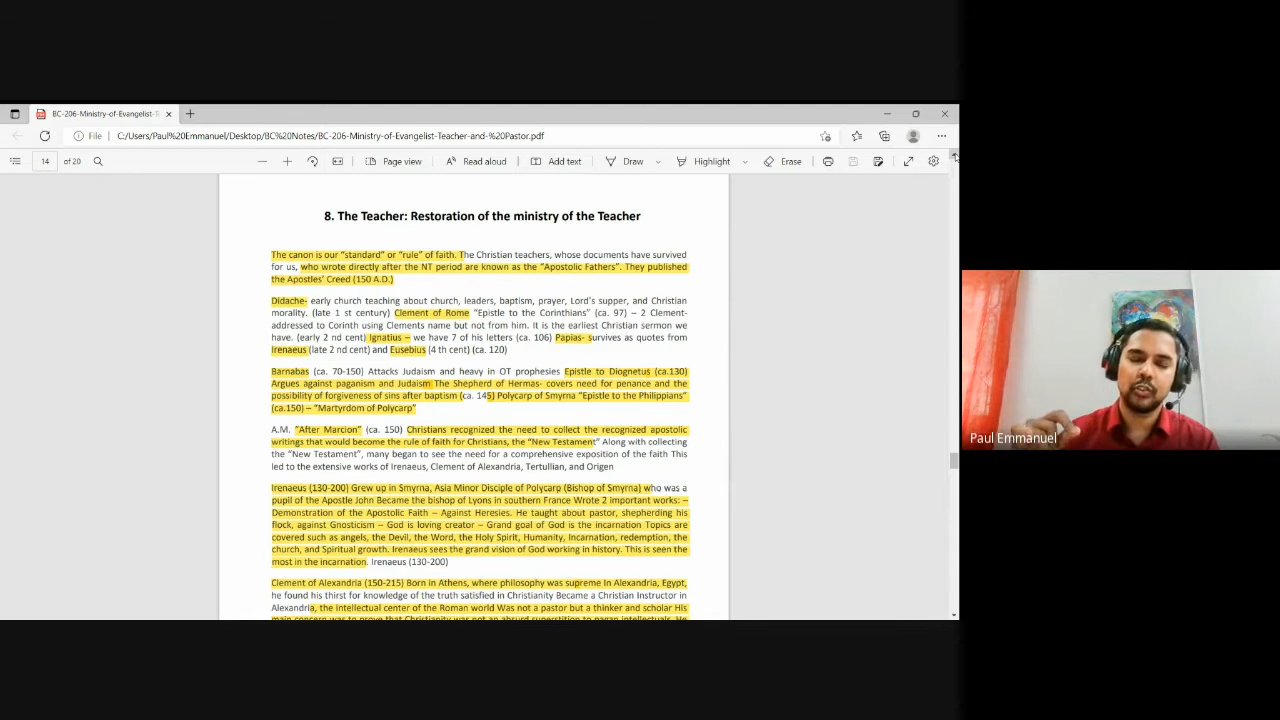 BC-206-Ministry-of-Evangelist-T
File
C:/Users/Paul%20Emmanuel/Desktop/BC%20Notes/BC-206-Ministry-of-Evangelist-Teacher-and-%20Pastor.pdf
14 of 20
Page view
Read aloud
Add text
Draw
Highlight
Erase
8. The Teacher: Restoration of the ministry of the Teacher
The canon is our “standard” or “rule” of faith. The Christian teachers, whose documents have survived
for us, who wrote directly after the NT period are known as the “Apostolic Fathers”. They published
the Apostles’ Creed (150 A.D.)
Didache- early church teaching about church, leaders, baptism, prayer, Lord’s supper, and Christian
morality. (late 1 st century) Clement of Rome “Epistle to the Corinthians” (ca. 97) – 2 Clement-
addressed to Corinth using Clements name but not from him. It is the earliest Christian sermon we
have. (early 2 nd cent) Ignatius – we have 7 of his letters (ca. 106) Papias- survives as quotes from
Irenaeus (late 2 nd cent) and Eusebius (4 th cent) (ca. 120)
Barnabas (ca. 70-150) Attacks Judaism and heavy in OT prophesies Epistle to Diognetus (ca.130)
Argues against paganism and Judaism The Shepherd of Hermas- covers need for penance and the
possibility of forgiveness of sins after baptism (ca. 145) Polycarp of Smyrna “Epistle to the Philippians”
(ca.150) – “Martyrdom of Polycarp”
A.M. “After Marcion” (ca. 150) Christians recognized the need to collect the recognized apostolic
writings that would become the rule of faith for Christians, the “New Testament” Along with collecting
the “New Testament”, many began to see the need for a comprehensive exposition of the faith This
led to the extensive works of Irenaeus, Clement of Alexandria, Tertullian, and Origen
Irenaeus (130-200) Grew up in Smyrna, Asia Minor Disciple of Polycarp (Bishop of Smyrna) who was a
pupil of the Apostle John Became the bishop of Lyons in southern France Wrote 2 important works: –
Demonstration of the Apostolic Faith – Against Heresies. He taught about pastor, shepherding his
flock, against Gnosticism – God is loving creator – Grand goal of God is the incarnation Topics are
covered such as angels, the Devil, the Word, the Holy Spirit, Humanity, Incarnation, redemption, the
church, and Spiritual growth. Irenaeus sees the grand vision of God working in history. This is seen the
most in the incarnation. Irenaeus (130-200)
Clement of Alexandria (150-215) Born in Athens, where philosophy was supreme In Alexandria, Egypt,
he found his thirst for knowledge of the truth satisfied in Christianity Became a Christian Instructor in
Alexandria, the intellectual center of the Roman world Was not a pastor but a thinker and scholar His
main concern was to prove that Christianity was not an absurd superstition to pagan intellectuals. He
Paul Emmanuel